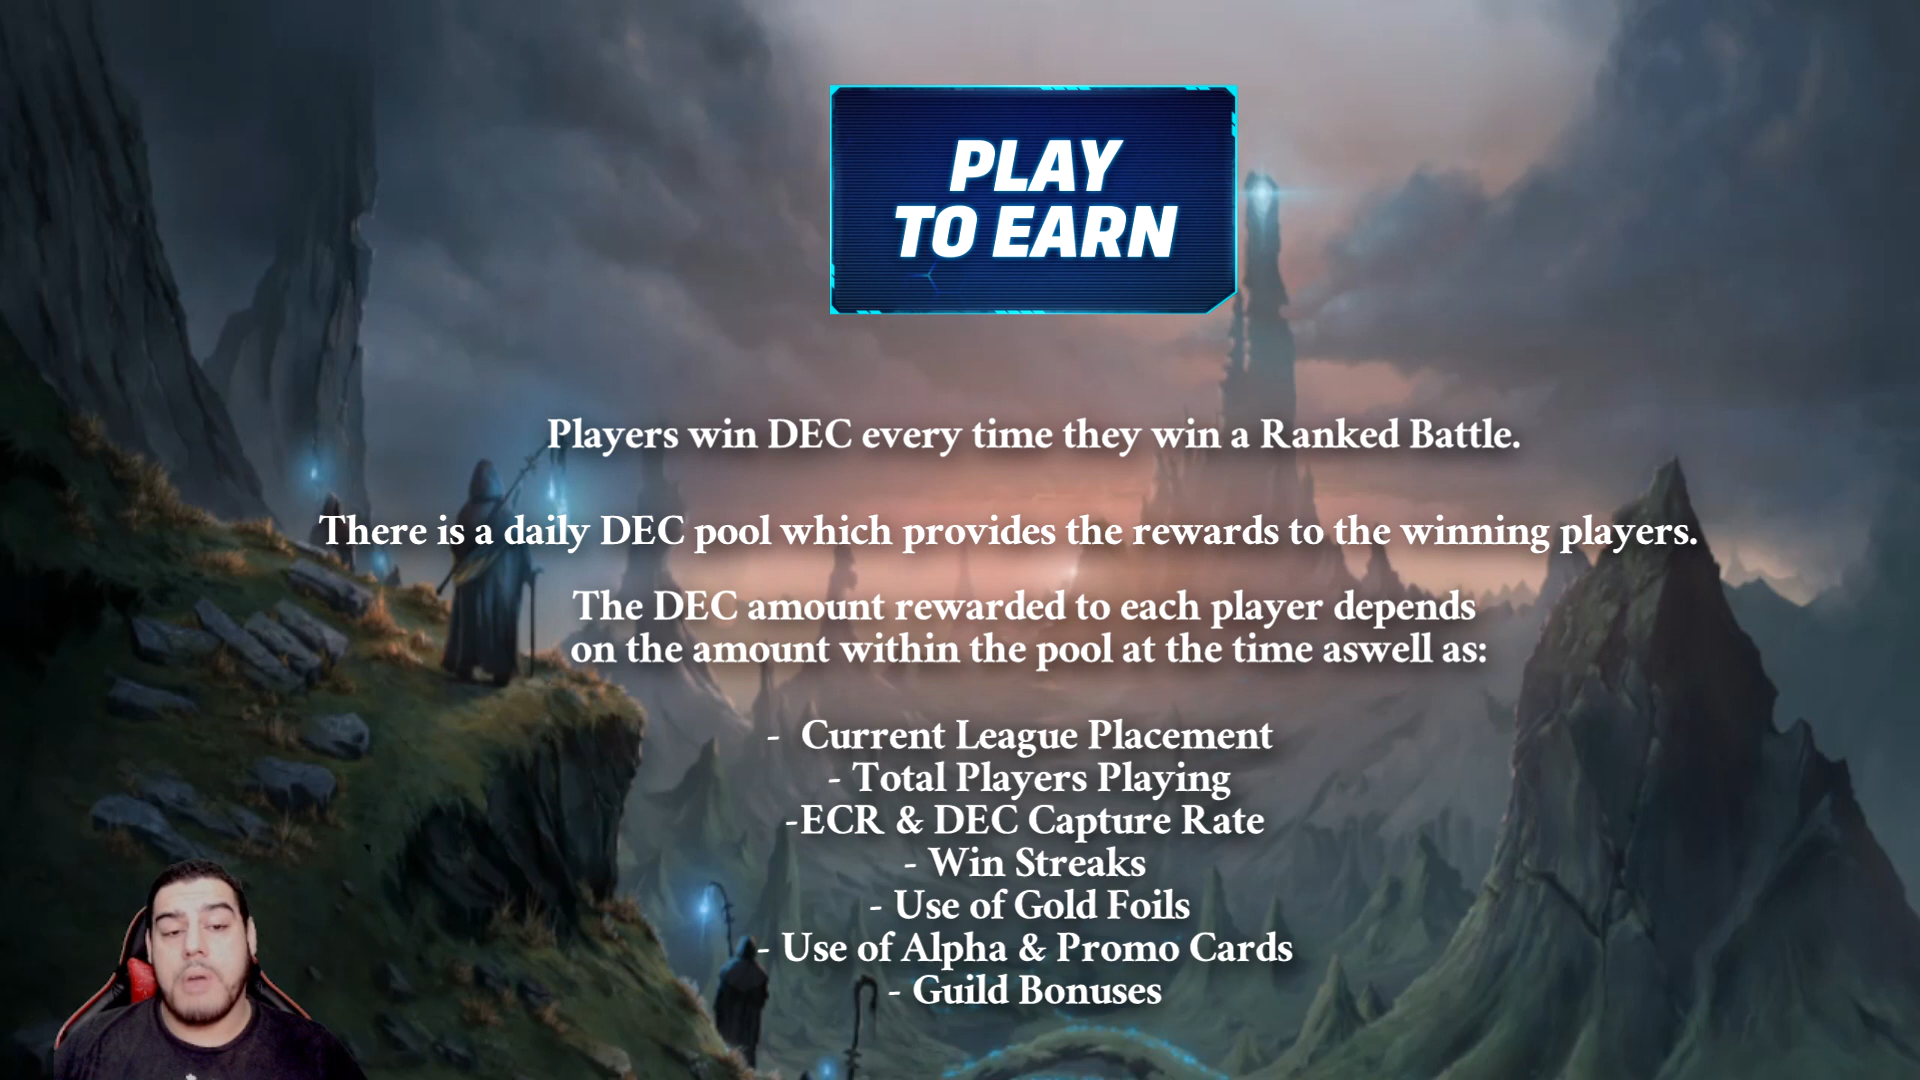 PLAY
TO EARN
Players win DEC every time they win a Ranked Battle.
There is a daily DEC pool which provides the rewards to the winning players.
The DEC amount rewarded to each player depends
on the amount within the pool at the time aswell as:
- Current League Placement
- Total Players Playing
-ECR & DEC Capture Rate
- Win Streaks
- Use of Gold Foils
- Use of Alpha & Promo Cards
- Guild Bonuses